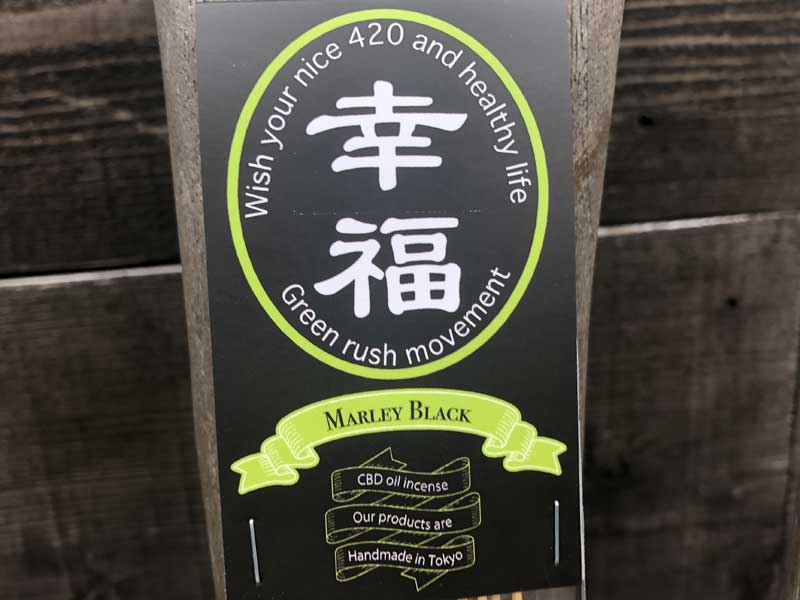 Wish your nice 420 and healthy life
幸
福
Green rush movement
MARLEY BLACK
CBD oil incense
Our products are
Handmade in Tokyo